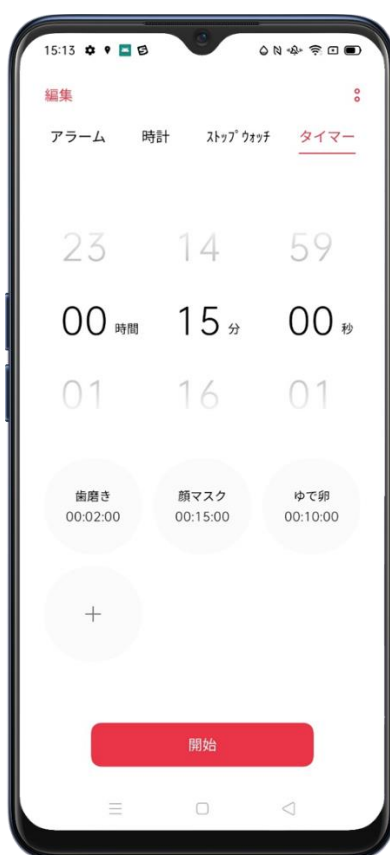 15:13
編集
アラーム 時計 ストップウォッチ タイマー
23 14 59
00 時間 15 分 00 秒
01 16 01
歯磨き 顔マスク ゆで卵
00:02:00 00:15:00 00:10:00
+
開始